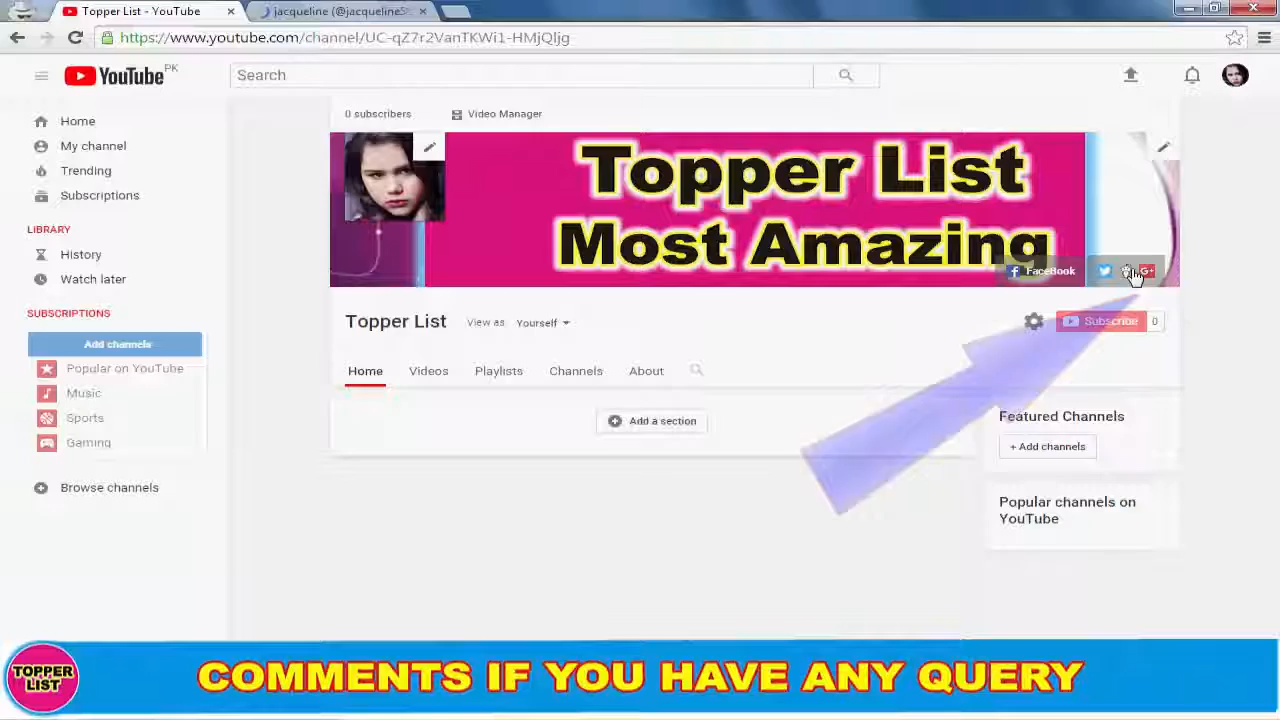 Topper List - YouTube
jacqueline (@jacquelineS
https://www.youtube.com/channel/UC-qZ7r2VanTKWi1-HMjQljg
YouTube PK
Search
0 subscribers
Video Manager
Home
My channel
Trending
Subscriptions
LIBRARY
History
Watch later
SUBSCRIPTIONS
Add channels
Popular on YouTube
Music
Sports
Gaming
Browse channels
Topper List
Most Amazing
FaceBook
G+
Topper List
View as
Yourself
Subscribe
0
Home
Videos
Playlists
Channels
About
Add a section
Featured Channels
+ Add channels
Popular channels on
YouTube
TOPPER
LIST
COMMENTS IF YOU HAVE ANY QUERY